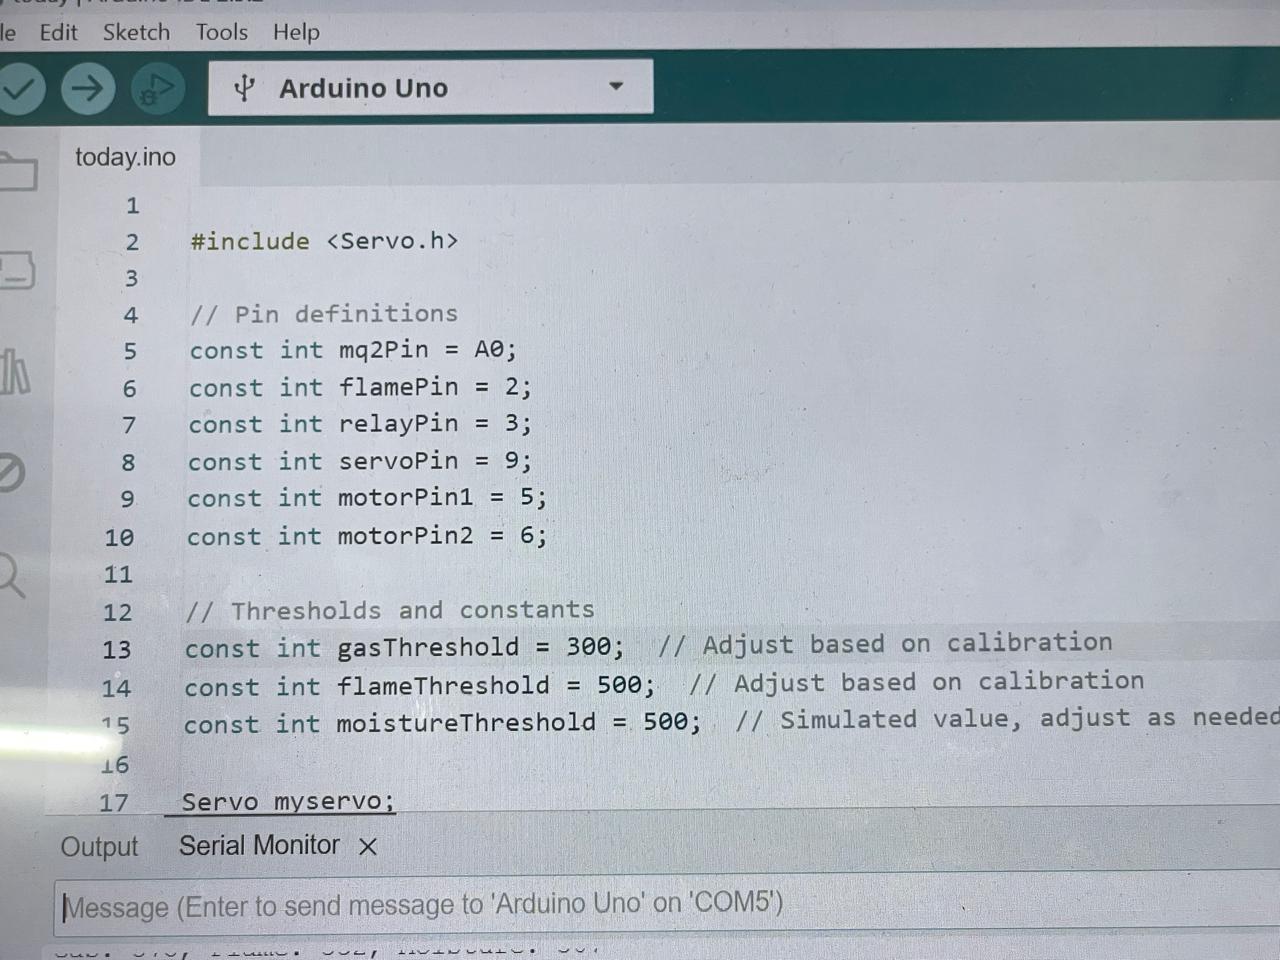 Edit Sketch Tools Help
Arduino Uno
today.ino
1
2 #include <Servo.h>
3
4 // Pin definitions
5 const int mq2Pin = A0;
6 const int flamePin = 2;
7 const int relayPin = 3;
8 const int servoPin = 9;
9 const int motorPin1 = 5;
10 const int motorPin2 = 6;
11
12 // Thresholds and constants
13 const int gasThreshold = 300; // Adjust based on calibration
14 const int flameThreshold = 500; // Adjust based on calibration
15 const int moistureThreshold = 500; // Simulated value, adjust as needed
16
17 Servo myservo;
Output Serial Monitor
Message (Enter to send message to 'Arduino Uno' on 'COM5')